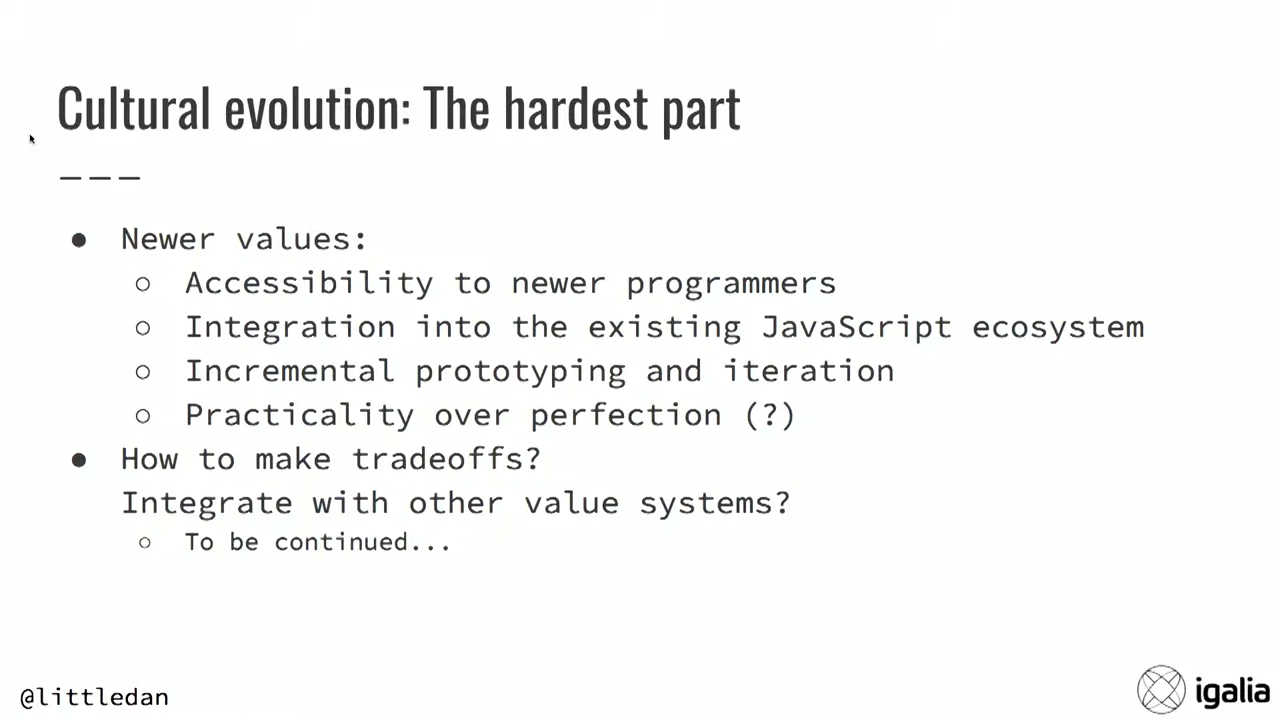 Cultural evolution: The hardest part
● Newer values:
○ Accessibility to newer programmers
○ Integration into the existing JavaScript ecosystem
○ Incremental prototyping and iteration
○ Practicality over perfection (?)
● How to make tradeoffs?
Integrate with other value systems?
○ To be continued...
@littledan
igalia